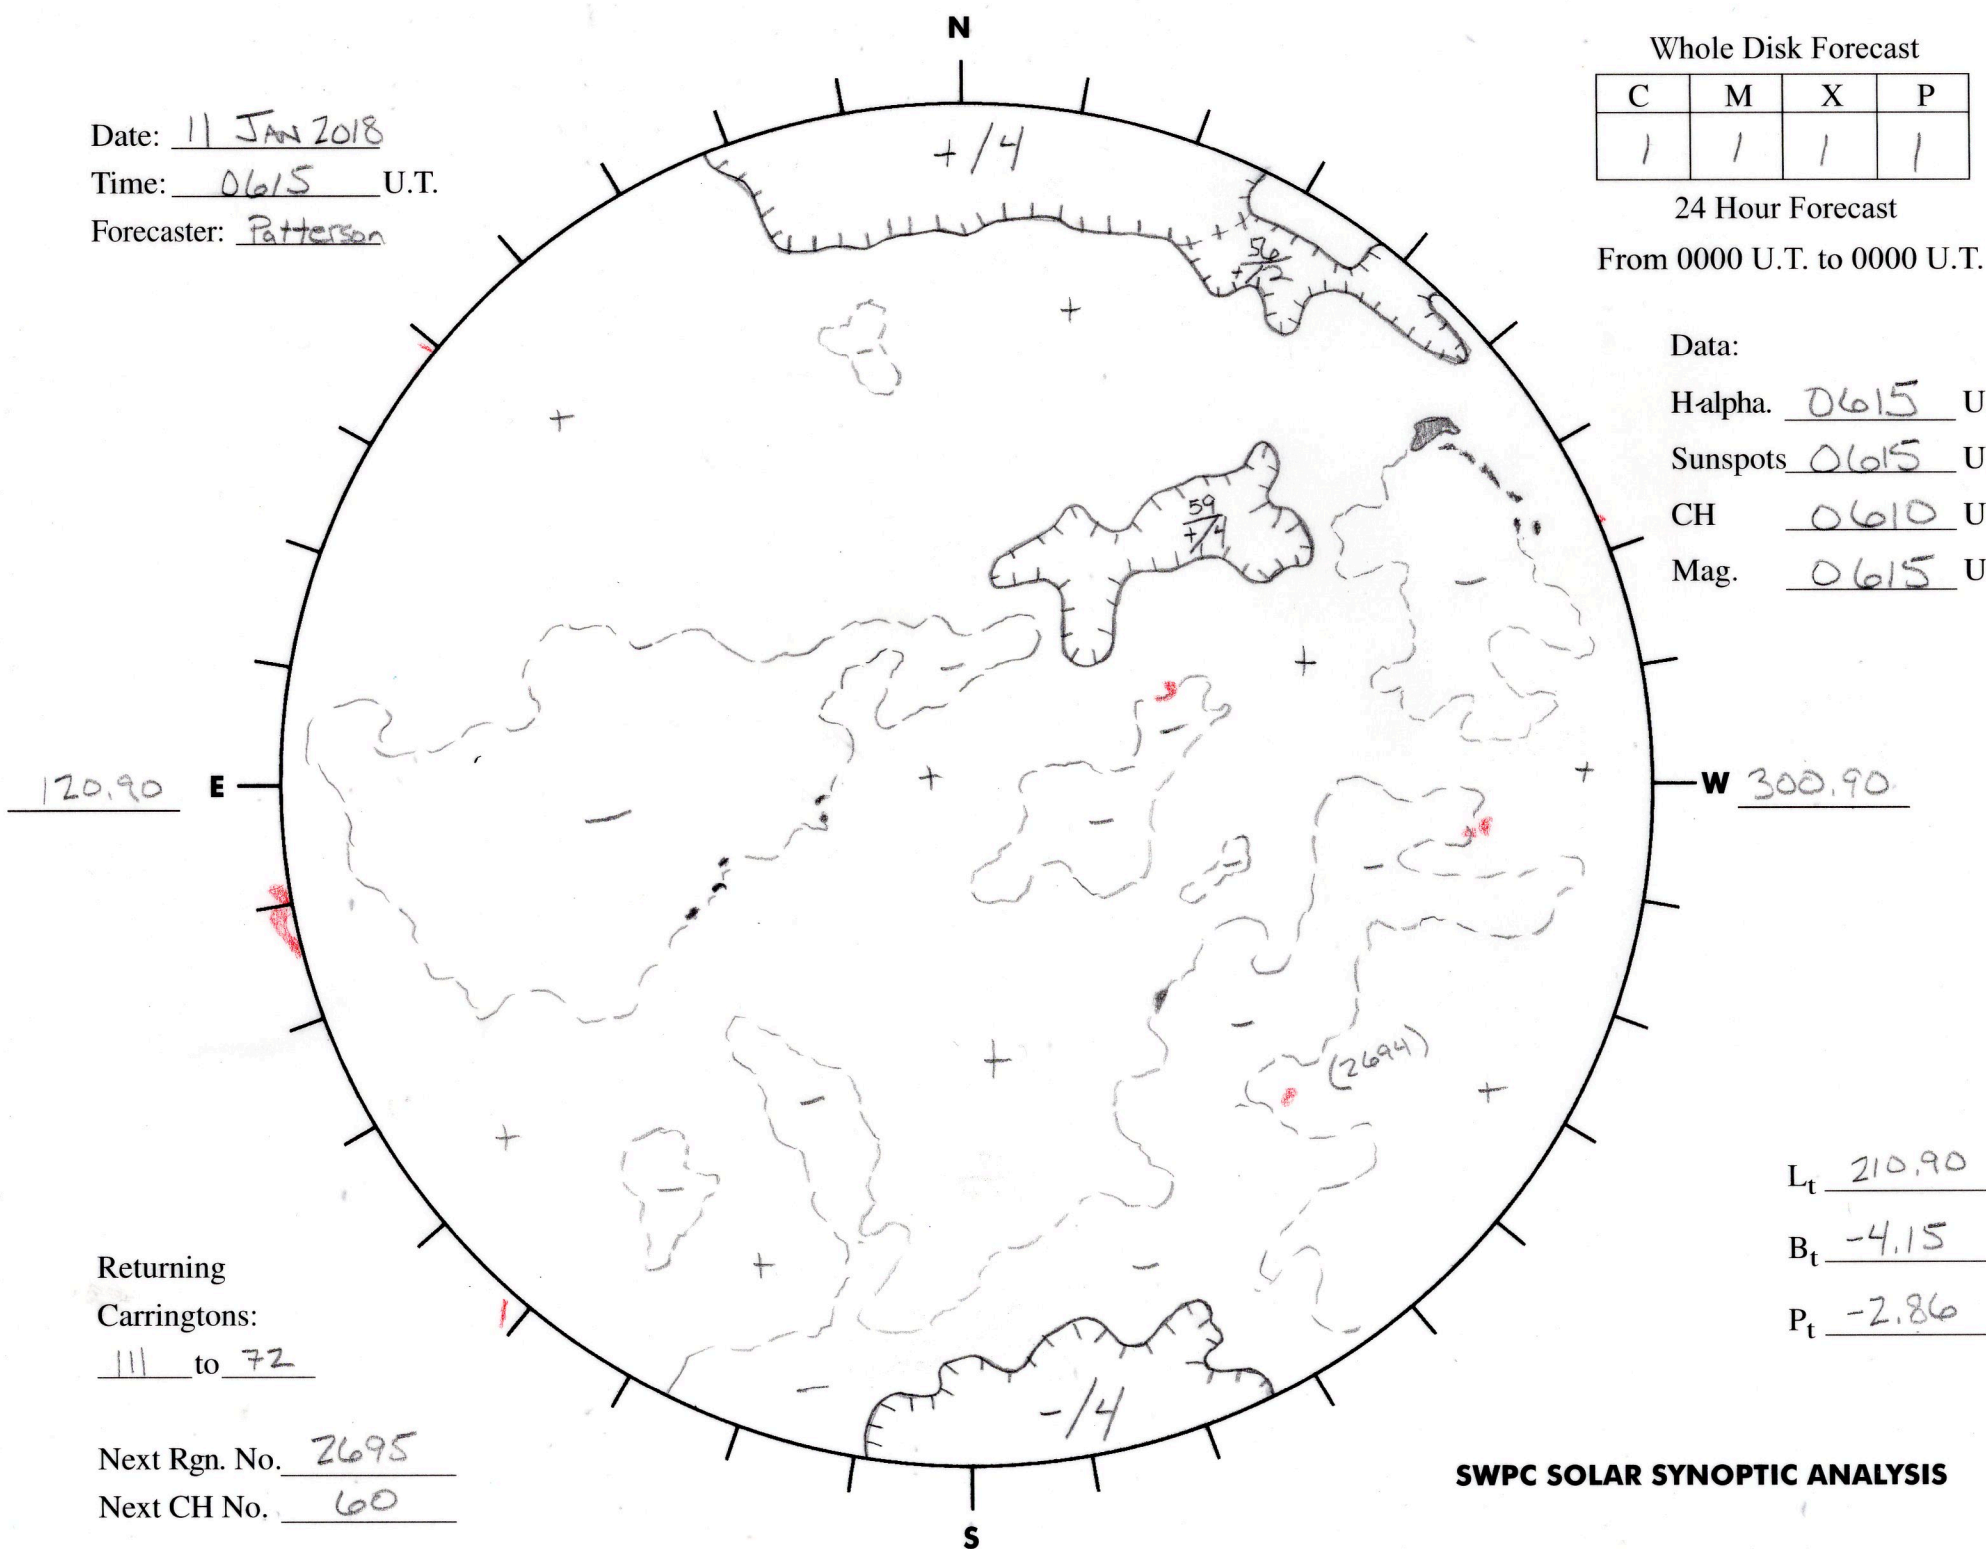 N
Whole Disk Forecast
C M X P
1 1 1 1
24 Hour Forecast
From 0000 U.T. to 0000 U.T.
Date: 11 JAN 2018
Time: 0615 U.T.
Forecaster: Patterson
+/4
56
+/2
Data:
H-alpha. 0615 U
Sunspots 0615 U
CH 0610 U
Mag. 0615 U
59
+/4
120.90 E
W 300.90
(2694)
Lt 210.90
Bt -4.15
Pt -2.86
Returning
Carringtons:
111 to 72
-/4
Next Rgn. No. 2695
Next CH No. 60
SWPC SOLAR SYNOPTIC ANALYSIS
S